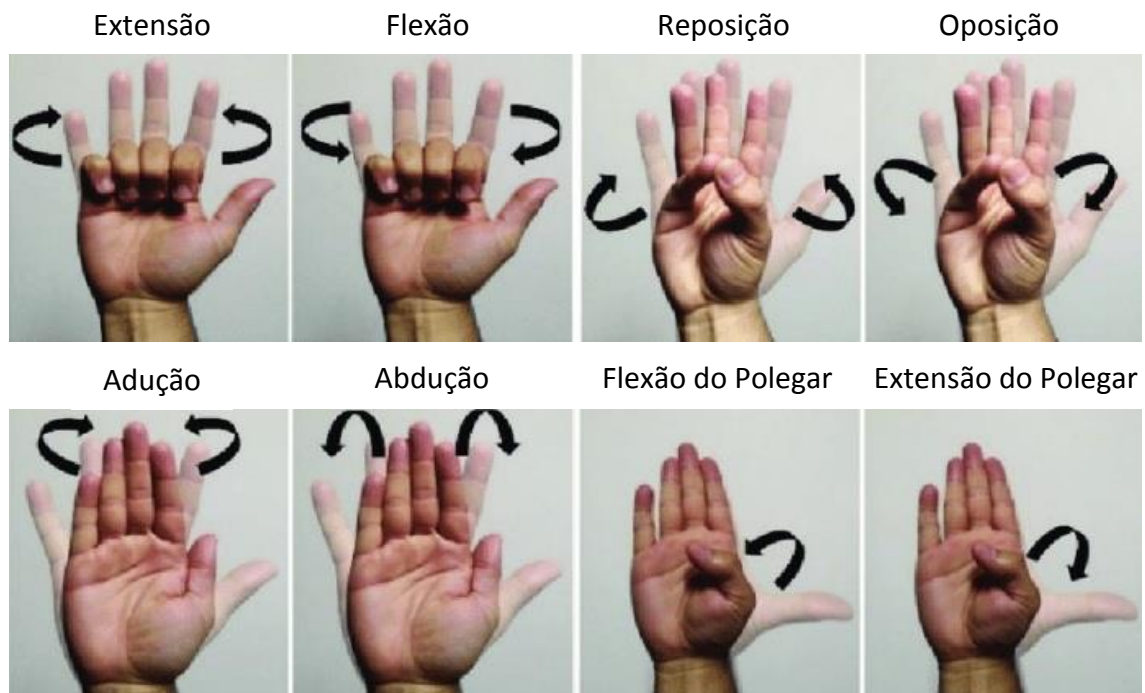 Extensão
Flexão
Reposição
Oposição
Adução
Abdução
Flexão do Polegar
Extensão do Polegar